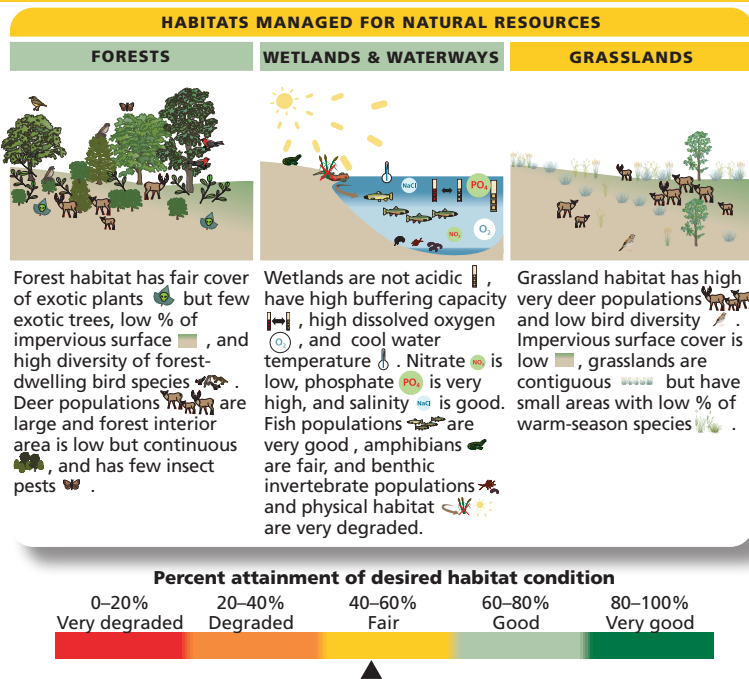 HABITATS MANAGED FOR NATURAL RESOURCES
FORESTS
WETLANDS & WATERWAYS
GRASSLANDS
NaCl
PO₄
NO₃
O₂
Forest habitat has fair cover
of exotic plants but few
exotic trees, low % of
impervious surface , and
high diversity of forest-
dwelling bird species .
Deer populations are
large and forest interior
area is low but continuous
, and has few insect
pests .
Wetlands are not acidic ,
have high buffering capacity
, high dissolved oxygen
O₂ , and cool water
temperature . Nitrate NO₃ is
low, phosphate PO₄ is very
high, and salinity NaCl is good.
Fish populations are
very good , amphibians
are fair, and benthic
invertebrate populations
and physical habitat
are very degraded.
Grassland habitat has high
very deer populations
and low bird diversity .
Impervious surface cover is
low , grasslands are
contiguous but have
small areas with low % of
warm-season species .
Percent attainment of desired habitat condition
0–20% 20–40% 40–60% 60–80% 80–100%
Very degraded Degraded Fair Good Very good